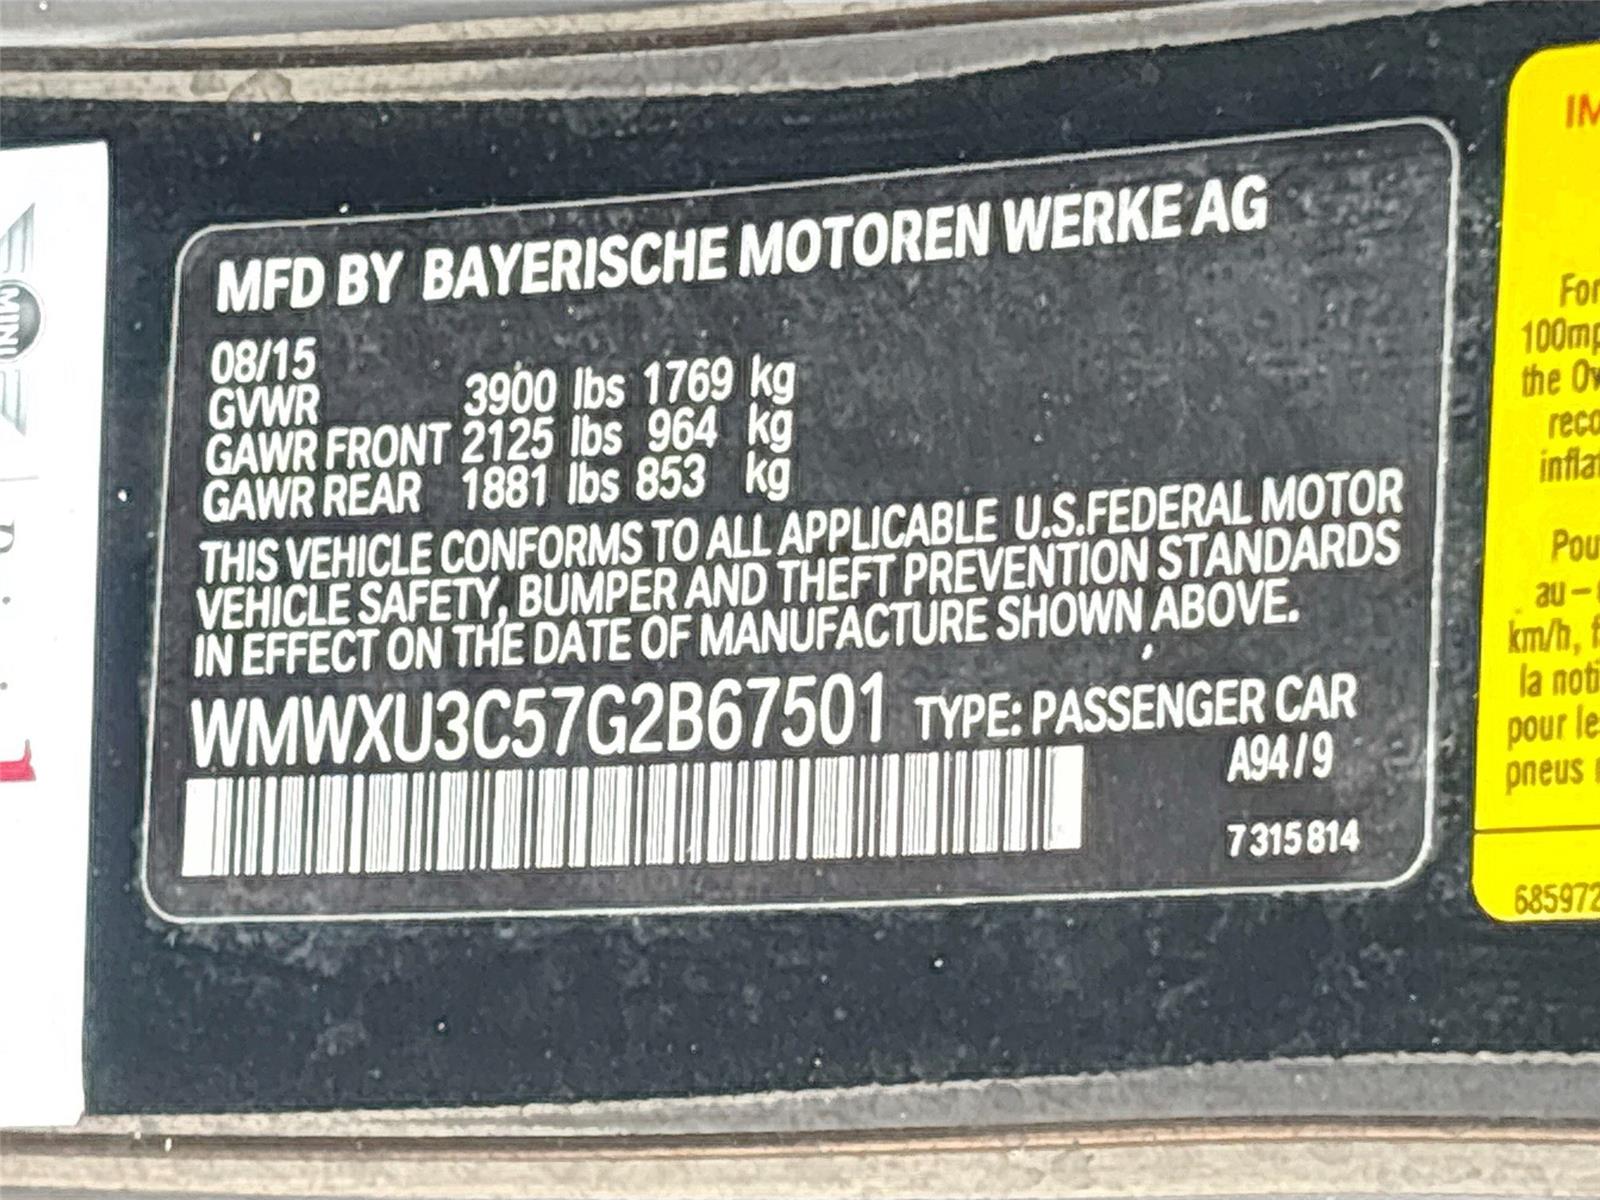 MFD BY BAYERISCHE MOTOREN WERKE AG
08/15
GVWR 3900 lbs 1769 kg
GAWR FRONT 2125 lbs 964 kg
GAWR REAR 1881 lbs 853 kg
THIS VEHICLE CONFORMS TO ALL APPLICABLE U.S.FEDERAL MOTOR
VEHICLE SAFETY, BUMPER AND THEFT PREVENTION STANDARDS
IN EFFECT ON THE DATE OF MANUFACTURE SHOWN ABOVE.
WMWXU3C57G2B67501 TYPE: PASSENGER CAR
A94/9
7315814
MINI
IM
For
100mp
the Ow
reco
infla
Pou
au-
km/h, f
la noti
pour le
pneus
685972